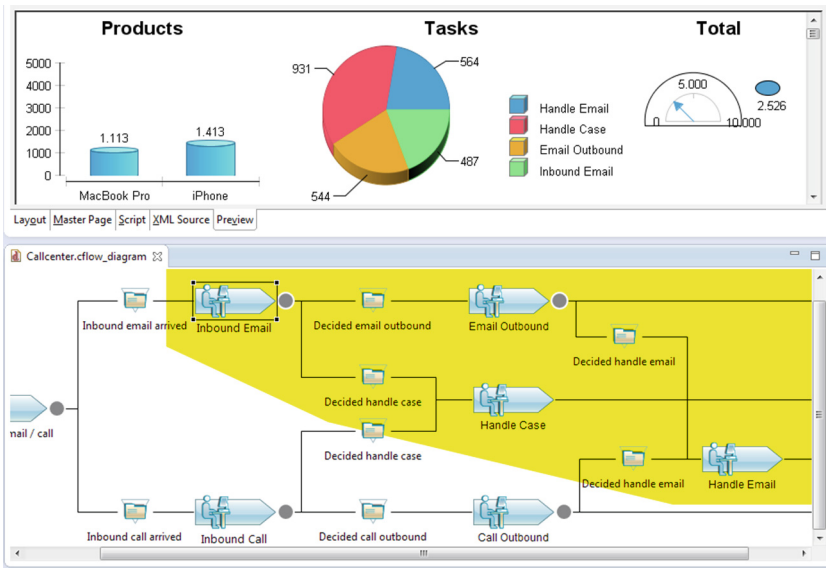 Products
Tasks
Total
5000
4000
3000
2000
1000
0
1.113
1.413
MacBook Pro
iPhone
931
564
487
544
Handle Email
Handle Case
Email Outbound
Inbound Email
5.000
0
10.000
2.526
Layout
Master Page
Script
XML Source
Preview
Callcenter.cflow_diagram
Inbound email arrived
Inbound Email
Decided email outbound
Email Outbound
Decided handle email
Decided handle case
Handle Case
nail / call
Decided handle case
Decided handle email
Handle Email
Inbound call arrived
Inbound Call
Decided call outbound
Call Outbound